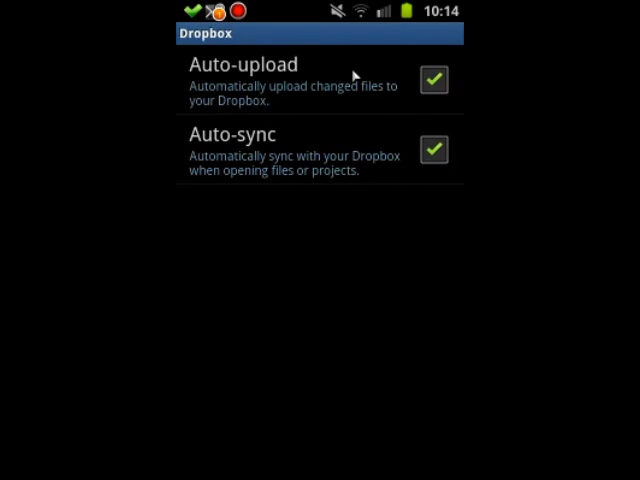 10:14
Dropbox
Auto-upload
Automatically upload changed files to
your Dropbox.
Auto-sync
Automatically sync with your Dropbox
when opening files or projects.